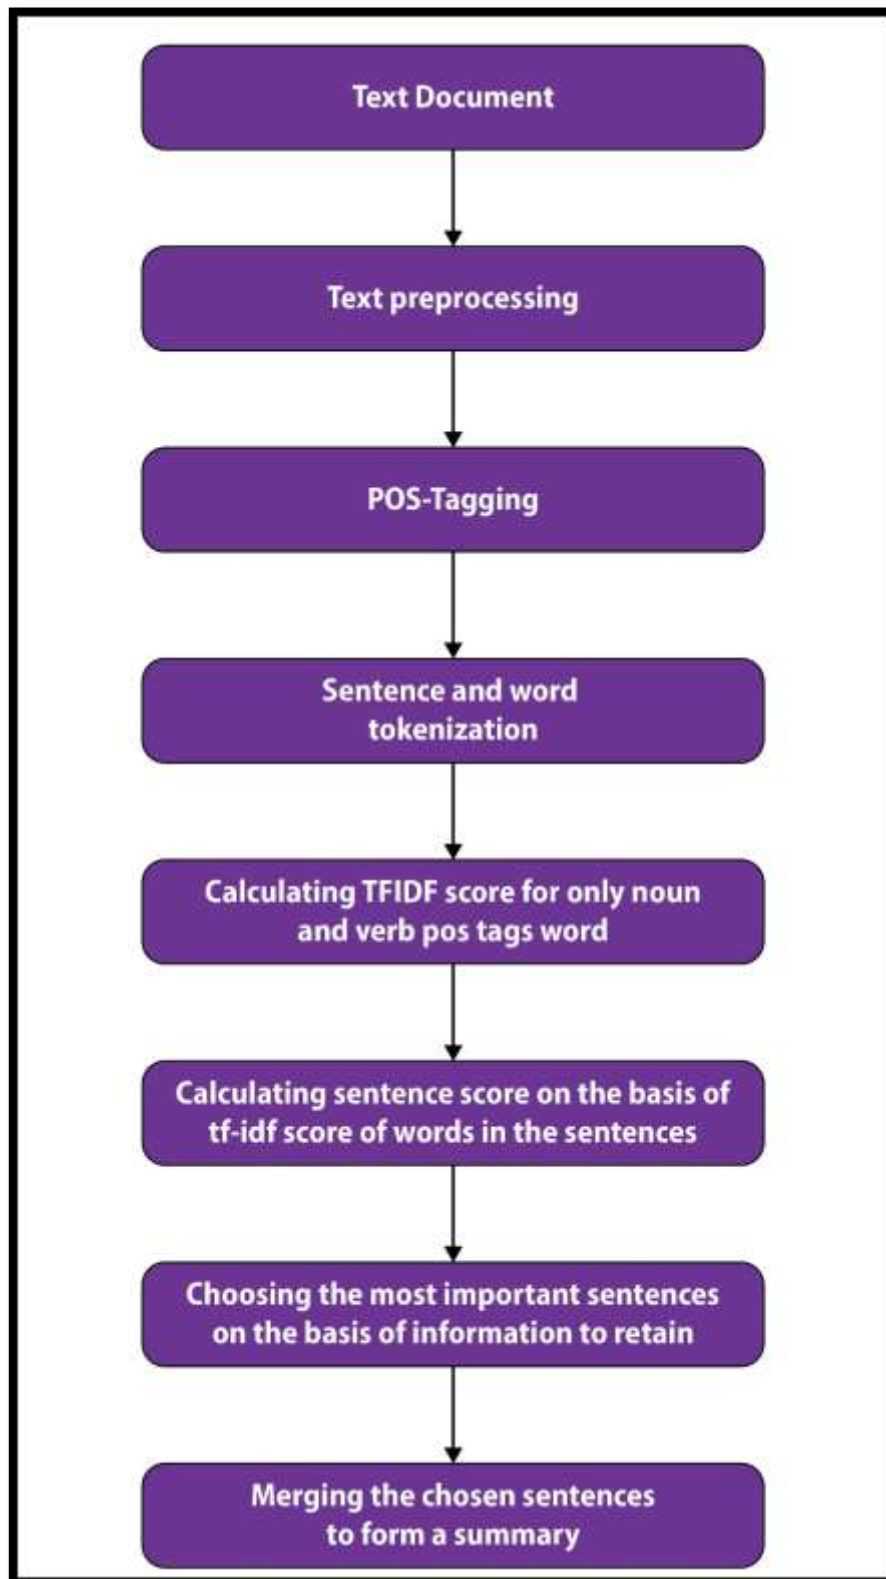 Text Document
Text preprocessing
POS-Tagging
Sentence and word
tokenization
Calculating TFIDF score for only noun
and verb pos tags word
Calculating sentence score on the basis of
tf-idf score of words in the sentences
Choosing the most important sentences
on the basis of information to retain
Merging the chosen sentences
to form a summary